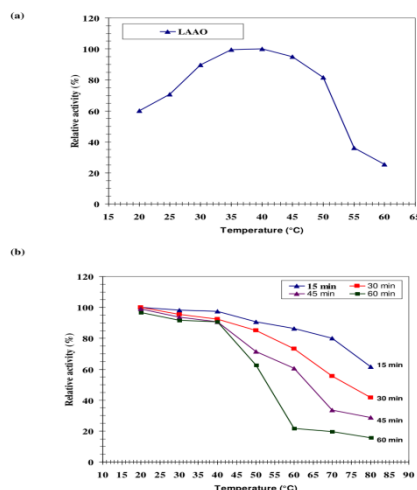 (a)
LAAO
Relative activity (%)
120
100
80
60
40
20
0
15 20 25 30 35 40 45 50 55 60 65
Temperature (°C)
(b)
15 min 30 min
45 min 60 min
Relative activity (%)
120
100
80
60
40
20
0
15 min
30 min
45 min
60 min
10 20 30 40 50 60 70 80 90
Temperature (°C)